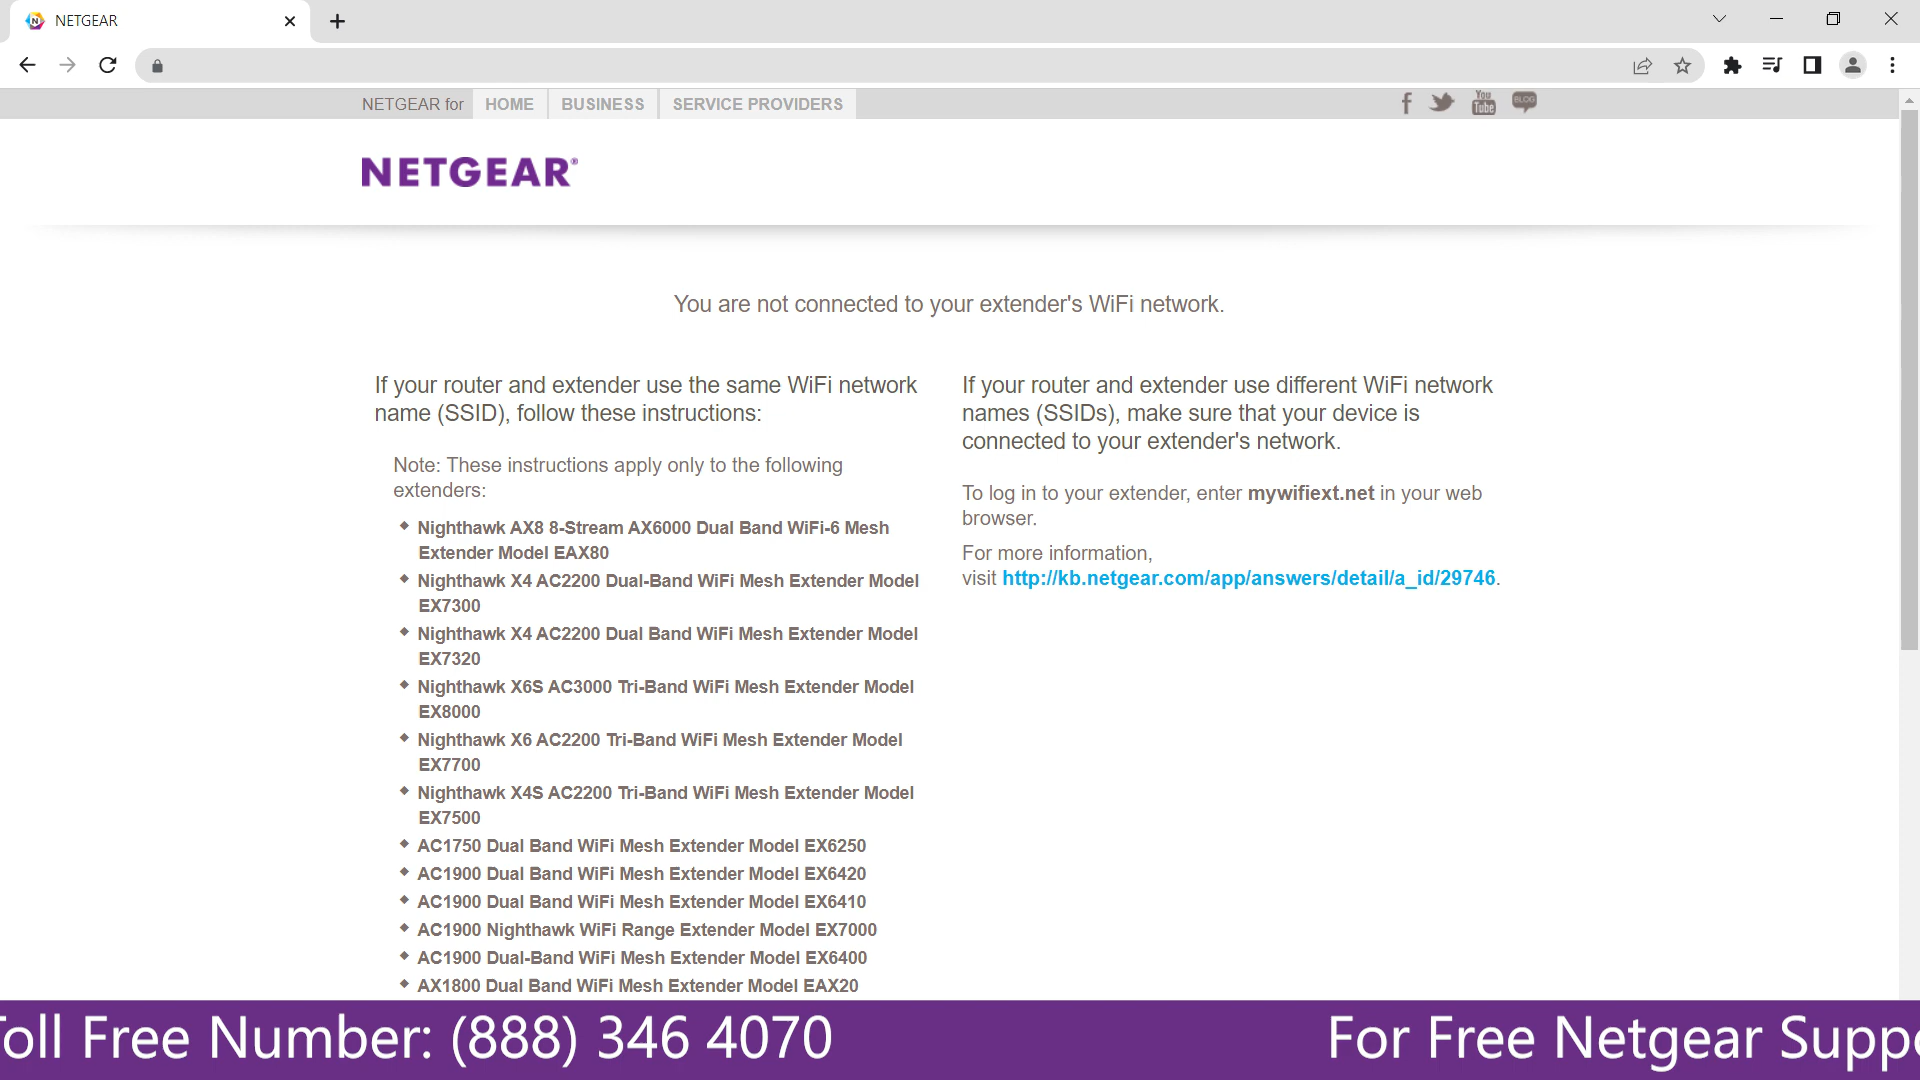 NETGEAR
NETGEAR for HOME BUSINESS SERVICE PROVIDERS
f You Tube BLOG
NETGEAR®
You are not connected to your extender's WiFi network.
If your router and extender use the same WiFi network
name (SSID), follow these instructions:
Note: These instructions apply only to the following
extenders:
Nighthawk AX8 8-Stream AX6000 Dual Band WiFi-6 Mesh
Extender Model EAX80
Nighthawk X4 AC2200 Dual-Band WiFi Mesh Extender Model
EX7300
Nighthawk X4 AC2200 Dual Band WiFi Mesh Extender Model
EX7320
Nighthawk X6S AC3000 Tri-Band WiFi Mesh Extender Model
EX8000
Nighthawk X6 AC2200 Tri-Band WiFi Mesh Extender Model
EX7700
Nighthawk X4S AC2200 Tri-Band WiFi Mesh Extender Model
EX7500
AC1750 Dual Band WiFi Mesh Extender Model EX6250
AC1900 Dual Band WiFi Mesh Extender Model EX6420
AC1900 Dual Band WiFi Mesh Extender Model EX6410
AC1900 Nighthawk WiFi Range Extender Model EX7000
AC1900 Dual-Band WiFi Mesh Extender Model EX6400
AX1800 Dual Band WiFi Mesh Extender Model EAX20
If your router and extender use different WiFi network
names (SSIDs), make sure that your device is
connected to your extender's network.
To log in to your extender, enter mywifiext.net in your web
browser.
For more information,
visit http://kb.netgear.com/app/answers/detail/a_id/29746.
oll Free Number: (888) 346 4070 For Free Netgear Supp